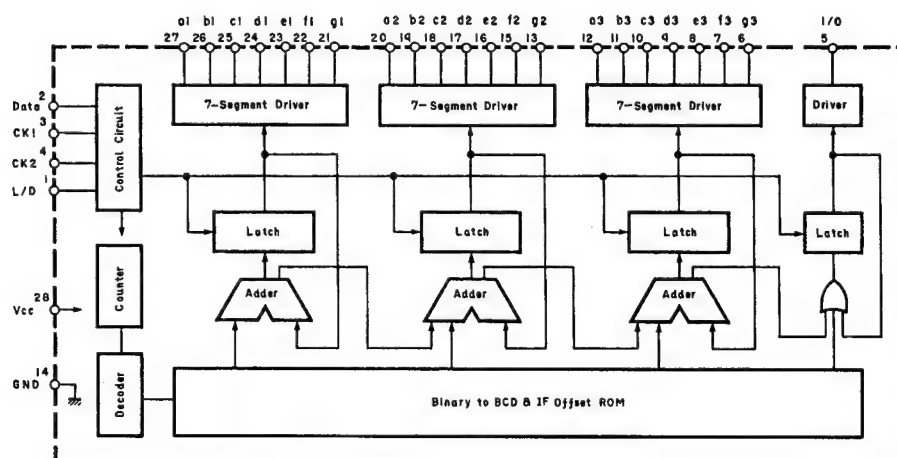 a1 b1 c1 d1 e1 f1 g1 a2 b2 c2 d2 e2 f2 g2 a3 b3 c3 d3 e3 f3 g3 I/O
27 26 25 24 23 22 21 20 19 18 17 16 15 13 12 11 10 9 8 7 6 5
7-Segment Driver 7-Segment Driver 7-Segment Driver Driver
Data 2
CK1 3
CK2 4
L/D 1
Control Circuit
Latch Latch Latch Latch
Counter
Adder Adder Adder
Vcc 28
GND 14
Decoder
Binary to BCD & IF Offset ROM